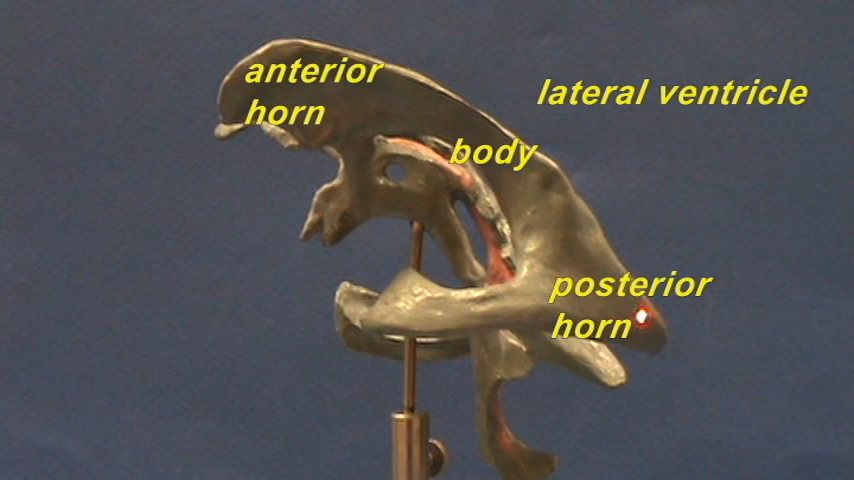 anterior
horn
lateral ventricle
body
posterior
horn